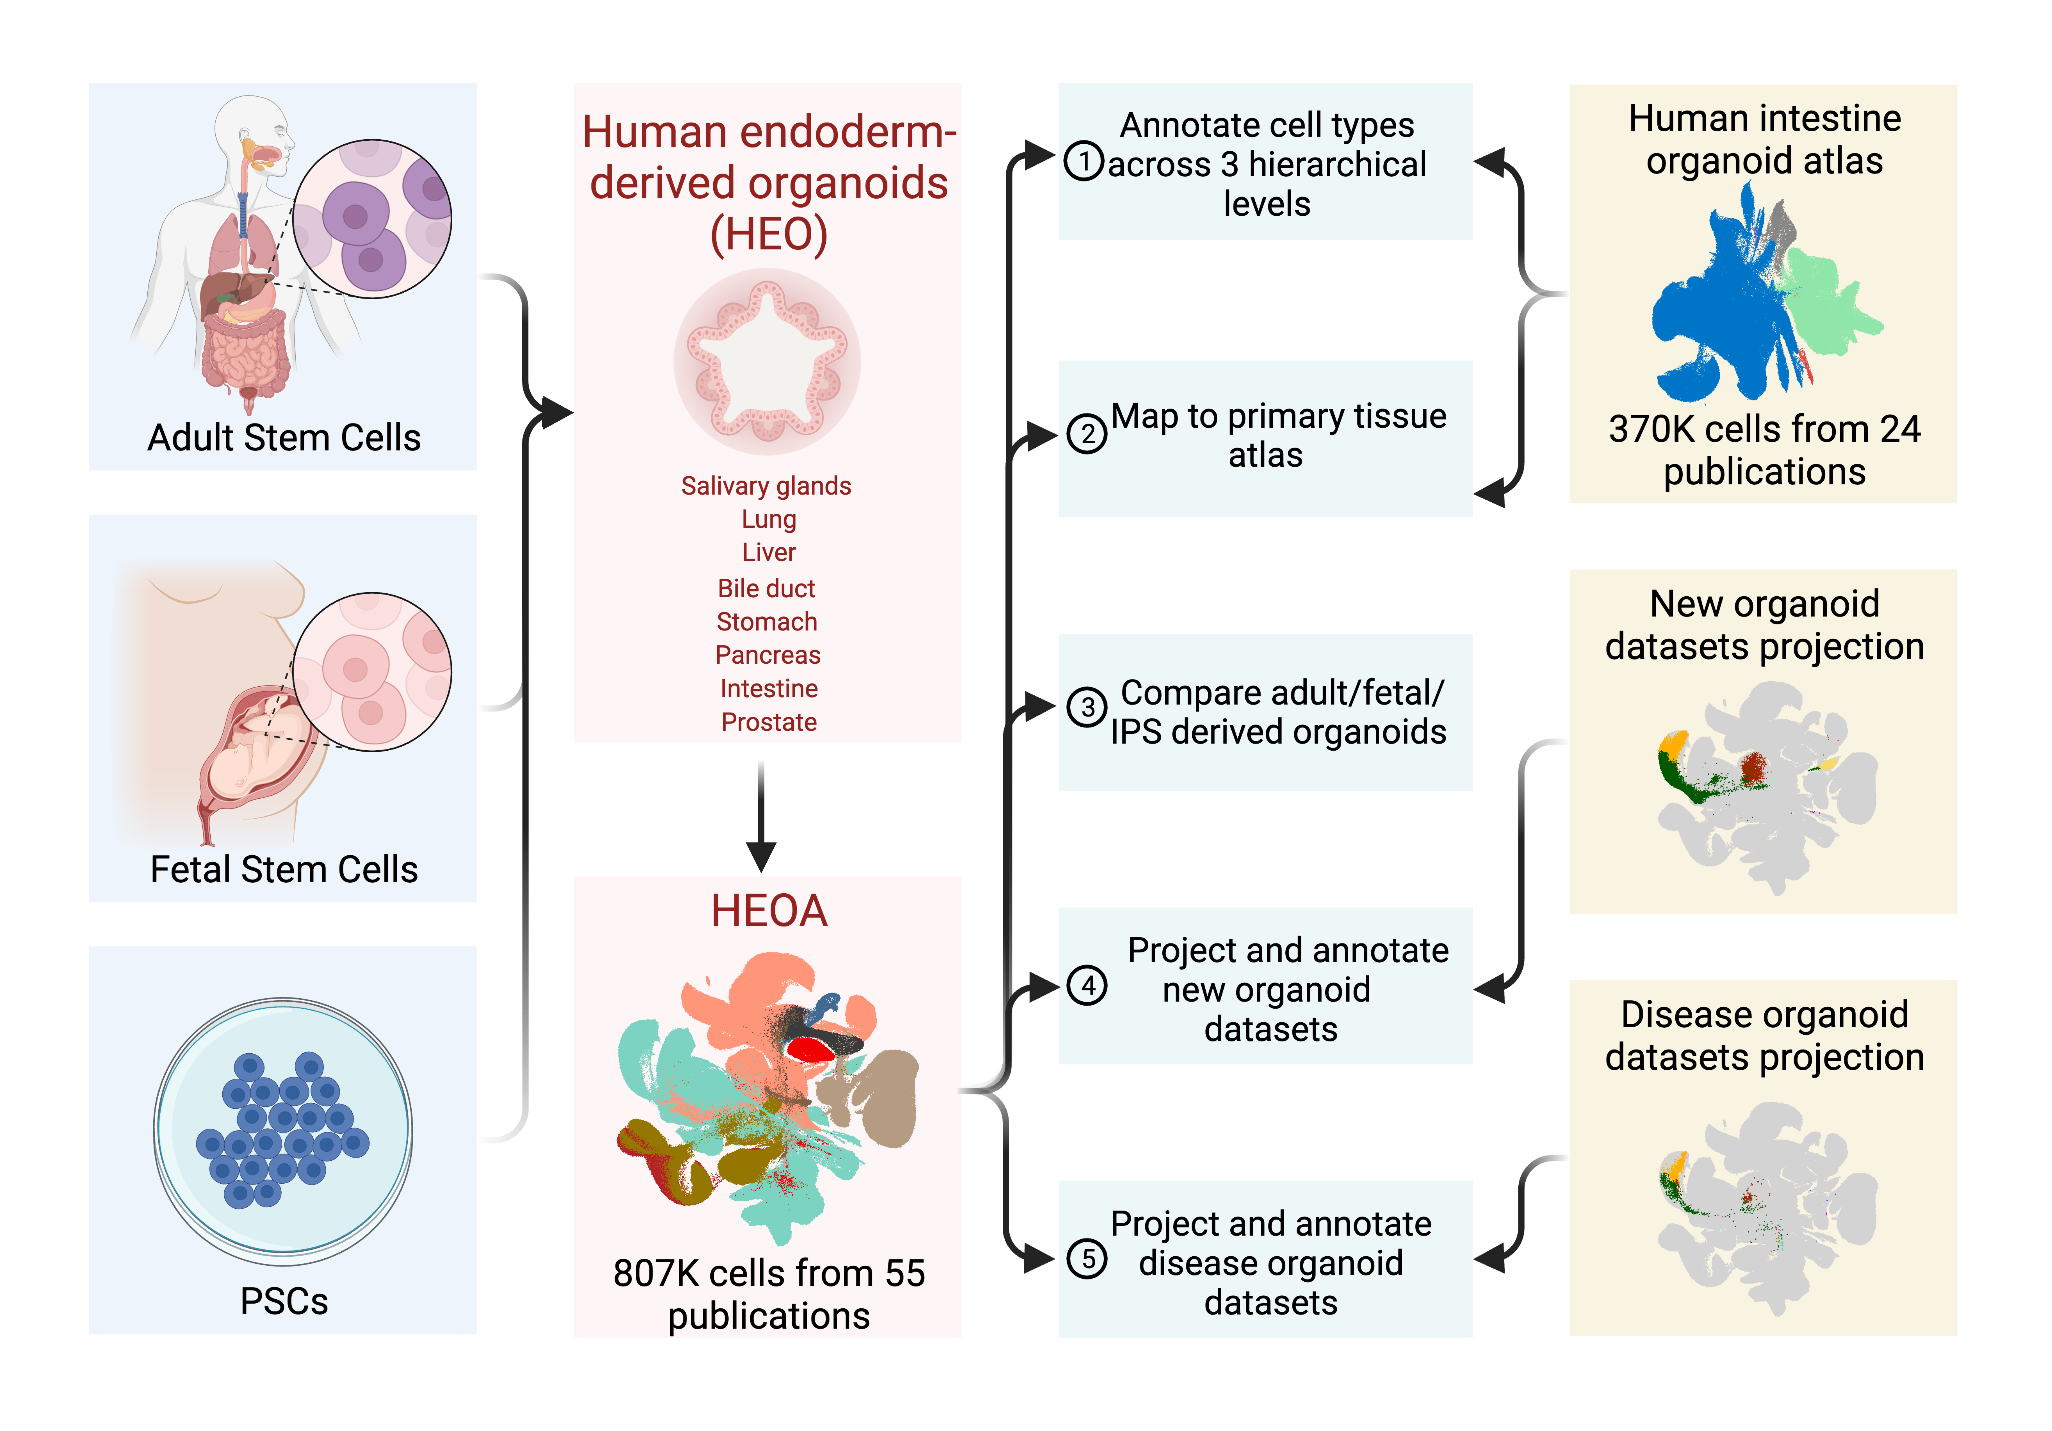 Adult Stem Cells
Fetal Stem Cells
PSCs
Human endoderm-
derived organoids
(HEO)
Salivary glands
Lung
Liver
Bile duct
Stomach
Pancreas
Intestine
Prostate
HEOA
807K cells from 55
publications
1
Annotate cell types
across 3 hierarchical
levels
2
Map to primary tissue
atlas
3
Compare adult/fetal/
IPS derived organoids
4
Project and annotate
new organoid
datasets
5
Project and annotate
disease organoid
datasets
Human intestine
organoid atlas
370K cells from 24
publications
New organoid
datasets projection
Disease organoid
datasets projection